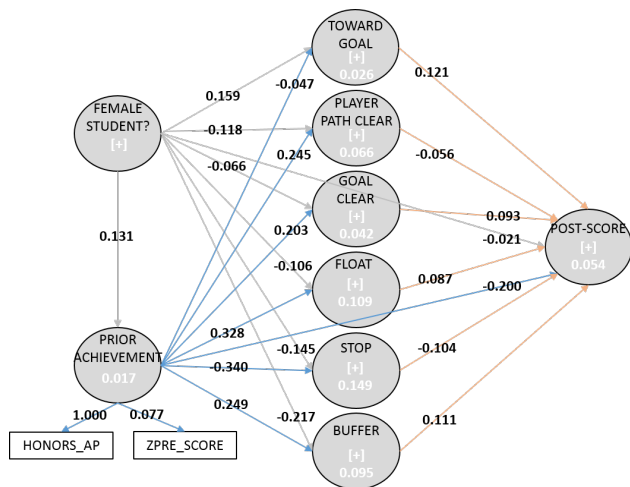 TOWARD
GOAL
[+]
0.026
0.121
-0.047
0.159
FEMALE
STUDENT?
[+]
PLAYER
PATH CLEAR
[+]
0.066
-0.118
0.245
-0.056
-0.066
GOAL
CLEAR
[+]
0.042
0.203
0.093
-0.021
POST-SCORE
[+]
0.054
0.131
-0.106
FLOAT
[+]
0.109
0.087
-0.200
PRIOR
ACHIEVEMENT
0.017
0.328
-0.145
-0.340
STOP
[+]
0.149
-0.104
0.249
-0.217
BUFFER
[+]
0.095
0.111
1.000
0.077
HONORS_AP
ZPRE_SCORE